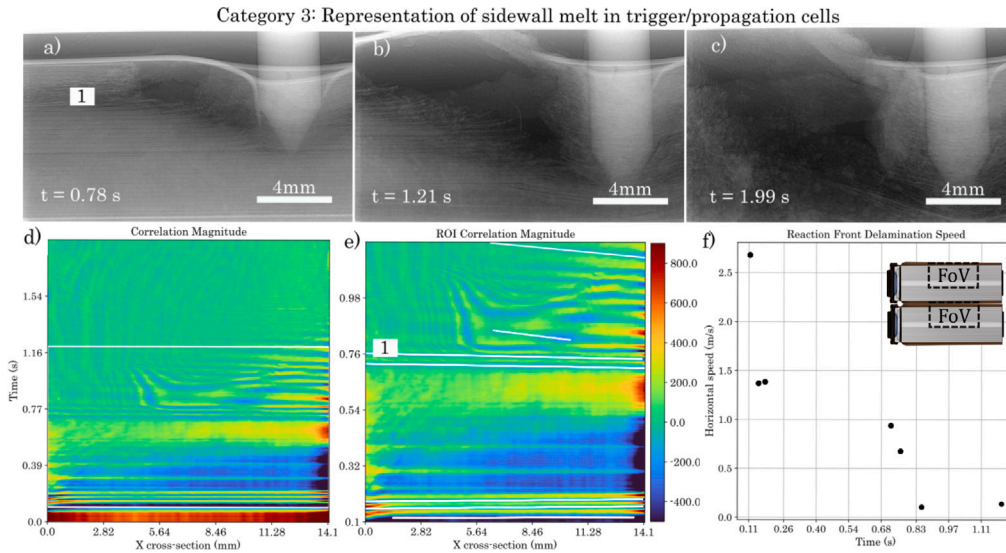 Category 3: Representation of sidewall melt in trigger/propagation cells
a)
1
t = 0.78 s
4mm
b)
t = 1.21 s
4mm
c)
t = 1.99 s
4mm
d)
Correlation Magnitude
Time (s)
1.54
1.16
0.77
0.39
0.0
0.0 2.82 5.64 8.46 11.28 14.1
X cross-section (mm)
e)
ROI Correlation Magnitude
1
0.98
0.76
0.54
0.32
0.1
0.0 2.82 5.64 8.46 11.28 14.1
X cross-section (mm)
800.0
600.0
400.0
200.0
0.0
-200.0
-400.0
f)
Reaction Front Delamination Speed
FoV
FoV
Horizontal speed (m/s)
2.5
2.0
1.5
1.0
0.5
0.0
0.11 0.26 0.40 0.54 0.68 0.82 0.97 1.1
Time (s)